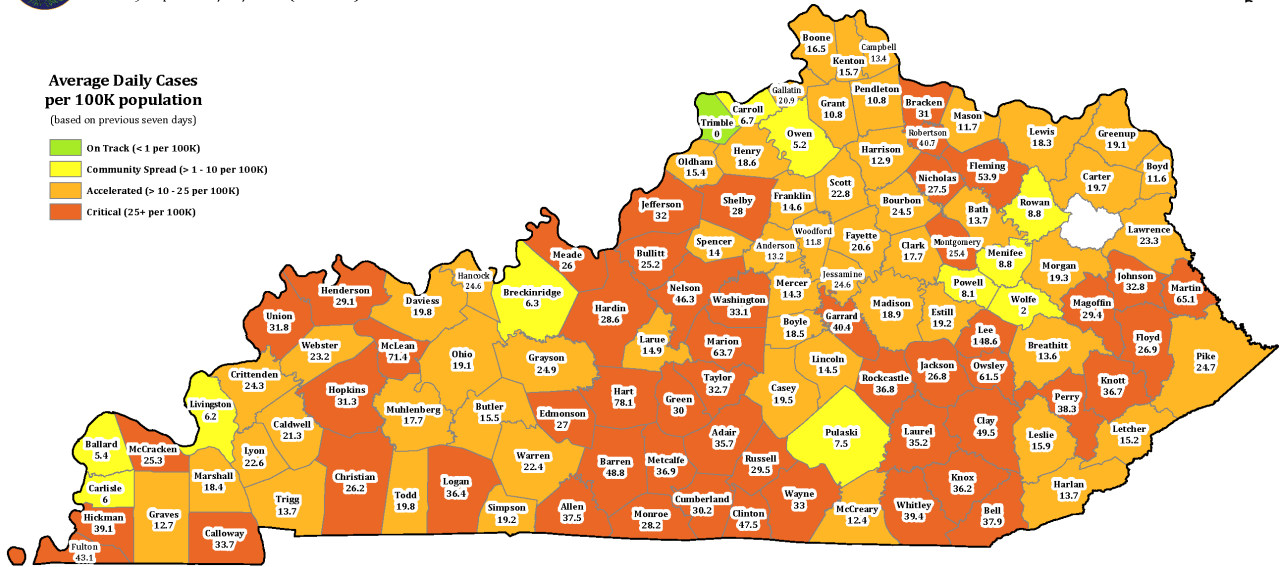 Average Daily Cases
per 100K population
(based on previous seven days)
On Track (< 1 per 100K)
Community Spread (> 1 - 10 per 100K)
Accelerated (> 10 - 25 per 100K)
Critical (25+ per 100K)
Boone
16.5
Campbell
13.4
Kenton
15.7
Gallatin
20.9
Grant
10.8
Pendleton
10.8
Bracken
31
Mason
11.7
Robertson
40.7
Lewis
18.3
Greenup
19.1
Boyd
11.6
Carter
19.7
Lawrence
23.3
Trimble
0
Carroll
6.7
Owen
5.2
Henry
18.6
Oldham
15.4
Harrison
12.9
Nicholas
27.5
Fleming
53.9
Rowan
8.8
Jefferson
32
Shelby
28
Franklin
14.6
Scott
22.8
Bourbon
24.5
Bath
13.7
Spencer
14
Anderson
13.2
Woodford
11.8
Fayette
20.6
Clark
17.7
Montgomery
25.4
Menifee
8.8
Morgan
19.3
Johnson
32.8
Martin
65.1
Meade
26
Bullitt
25.2
Hancock
24.6
Breckinridge
6.3
Henderson
29.1
Daviess
19.8
Union
31.8
Hardin
28.6
Nelson
46.3
Washington
33.1
Mercer
14.3
Jessamine
24.6
Garrard
40.4
Madison
18.9
Powell
8.1
Wolfe
2
Estill
19.2
Magoffin
29.4
Floyd
26.9
Pike
24.7
Webster
23.2
McLean
71.4
Ohio
19.1
Grayson
24.9
Larue
14.9
Marion
63.7
Boyle
18.5
Lincoln
14.5
Lee
148.6
Breathitt
13.6
Knott
36.7
Crittenden
24.3
Hopkins
31.3
Muhlenberg
17.7
Butler
15.5
Edmonson
27
Hart
78.1
Green
30
Taylor
32.7
Casey
19.5
Rockcastle
36.8
Jackson
26.8
Owsley
61.5
Perry
38.3
Livingston
6.2
Caldwell
21.3
Lyon
22.6
Warren
22.4
Barren
48.8
Metcalfe
36.9
Adair
35.7
Russell
29.5
Pulaski
7.5
Laurel
35.2
Clay
49.5
Leslie
15.9
Letcher
15.2
Ballard
5.4
McCracken
25.3
Marshall
18.4
Carlisle
6
Graves
12.7
Hickman
39.1
Fulton
43.1
Calloway
33.7
Trigg
13.7
Christian
26.2
Todd
19.8
Logan
36.4
Simpson
19.2
Allen
37.5
Monroe
28.2
Cumberland
30.2
Clinton
47.5
Wayne
33
McCreary
12.4
Whitley
39.4
Knox
36.2
Bell
37.9
Harlan
13.7